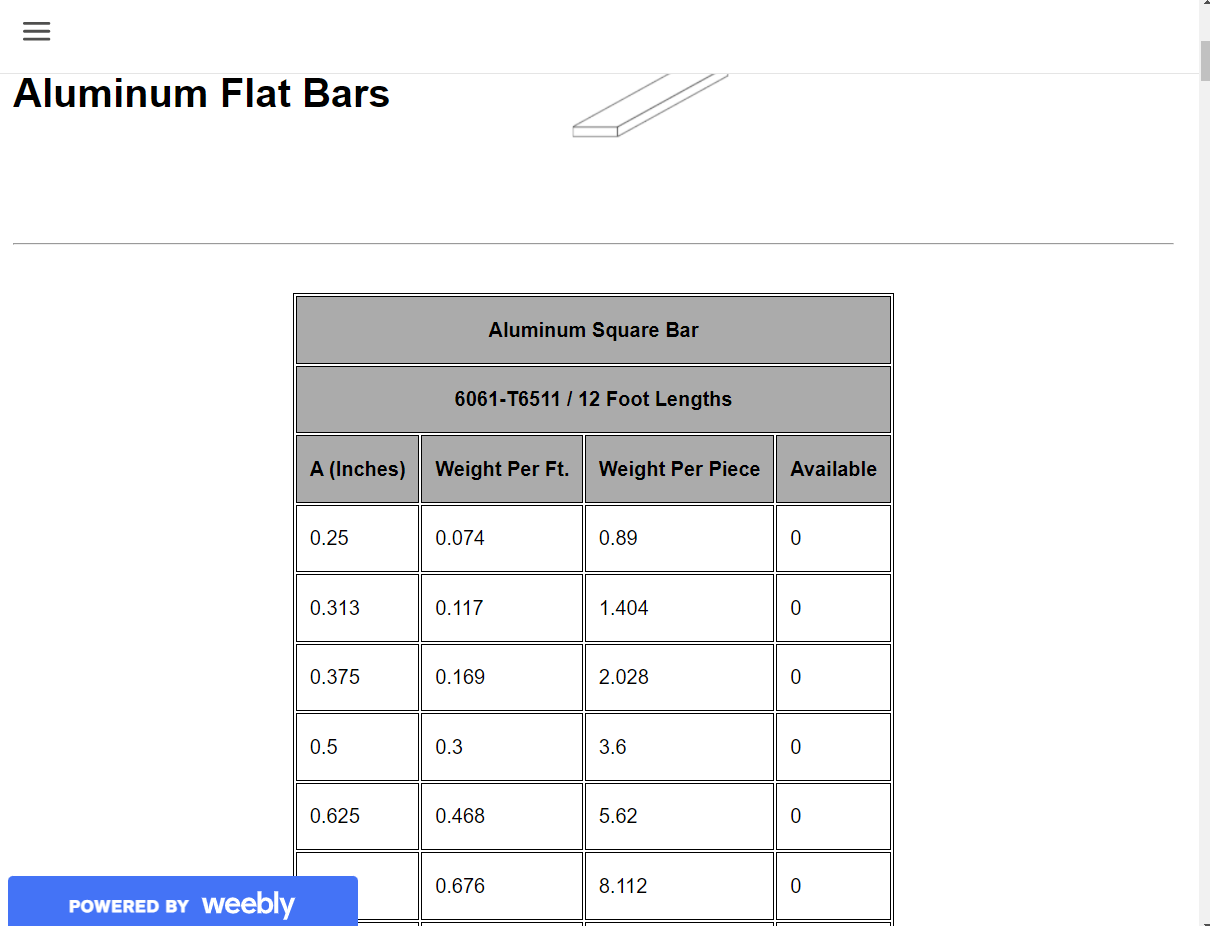 Aluminum Flat Bars
Aluminum Square Bar
6061-T6511 / 12 Foot Lengths
A (Inches) Weight Per Ft. Weight Per Piece Available
0.25 0.074 0.89 0
0.313 0.117 1.404 0
0.375 0.169 2.028 0
0.5 0.3 3.6 0
0.625 0.468 5.62 0
0.676 8.112 0
POWERED BY weebly